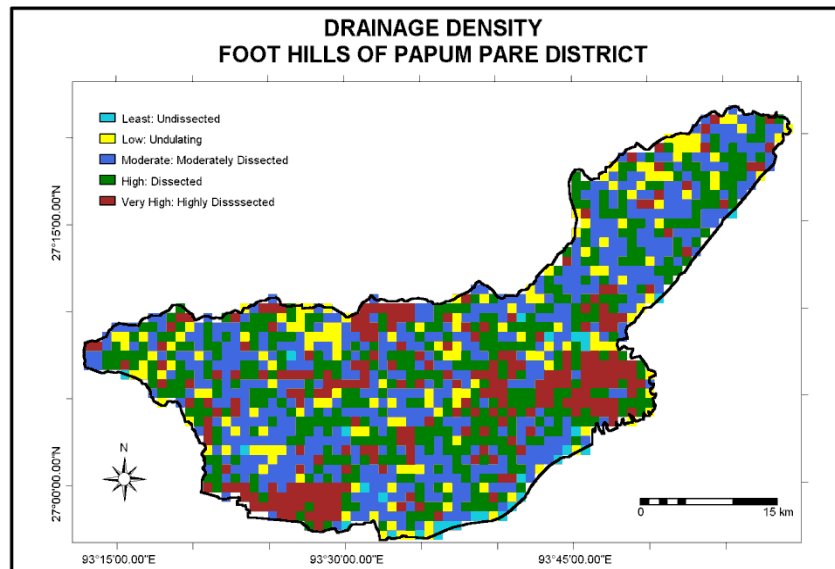 DRAINAGE DENSITY
FOOT HILLS OF PAPUM PARE DISTRICT
Least: Undissected
Low: Undulating
Moderate: Moderately Dissected
High: Dissected
Very High: Highly Disssected
27°15'00.00"N
27°00'00.00"N
N
0 15 km
93°15'00.00"E 93°30'00.00"E 93°45'00.00"E